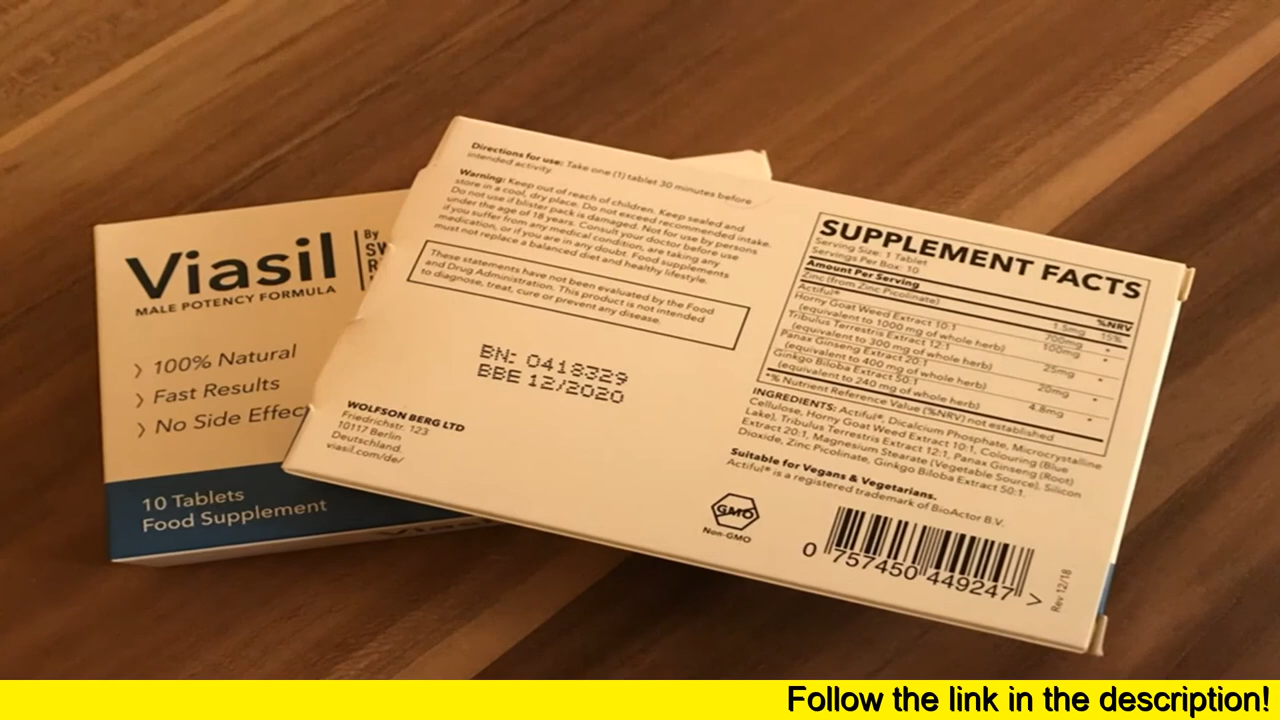 Viasil
MALE POTENCY FORMULA
By
SW
R
› 100% Natural
› Fast Results
› No Side Effec
10 Tablets
Food Supplement
Viasi
Directions for use: Take one (1) tablet 30 minutes before
intended activity.
Warning: Keep out of reach of children. Keep sealed and
store in a cool, dry place. Do not exceed recommended intake.
Do not use if blister pack is damaged. Not for use by persons
under the age of 18 years. Consult your doctor before use
if you suffer from any medical condition, are taking any
medication, or if you are in any doubt. Food supplements
must not replace a balanced diet and healthy lifestyle.
These statements have not been evaluated by the Food
and Drug Administration. This product is not intended
to diagnose, treat, cure or prevent any disease.
BN: 0418329
BBE 12/2020
WOLFSON BERG LTD
Friedrichstr. 123
10117 Berlin
Deutschland.
viasil.com/de/
SUPPLEMENT FACTS
Serving Size: 1 Tablet
Servings Per Box: 10
Amount Per Serving %NRV
Zinc (from Zinc Picolinate) 1.5mg 15%
Actiful® 700mg *
Horny Goat Weed Extract 10:1 100mg *
(equivalent to 1000 mg of whole herb)
Tribulus Terrestris Extract 12:1 25mg *
(equivalent to 300 mg of whole herb)
Panax Ginseng Extract 20:1 20mg *
(equivalent to 400 mg of whole herb)
Ginkgo Biloba Extract 50:1 4.8mg *
(equivalent to 240 mg of whole herb)
*% Nutrient Reference Value (%NRV) not established
INGREDIENTS: Actiful®, Dicalcium Phosphate, Microcrystalline
Cellulose, Horny Goat Weed Extract 10:1, Colouring (Blue
Lake), Tribulus Terrestris Extract 12:1, Panax Ginseng (Root)
Extract 20:1, Magnesium Stearate (Vegetable Source), Silicon
Dioxide, Zinc Picolinate, Ginkgo Biloba Extract 50:1.
Suitable for Vegans & Vegetarians.
Actiful® is a registered trademark of BioActor B.V.
GMO
Non-GMO
0 757450 449247 >
Rev 12/18
Follow the link in the description!